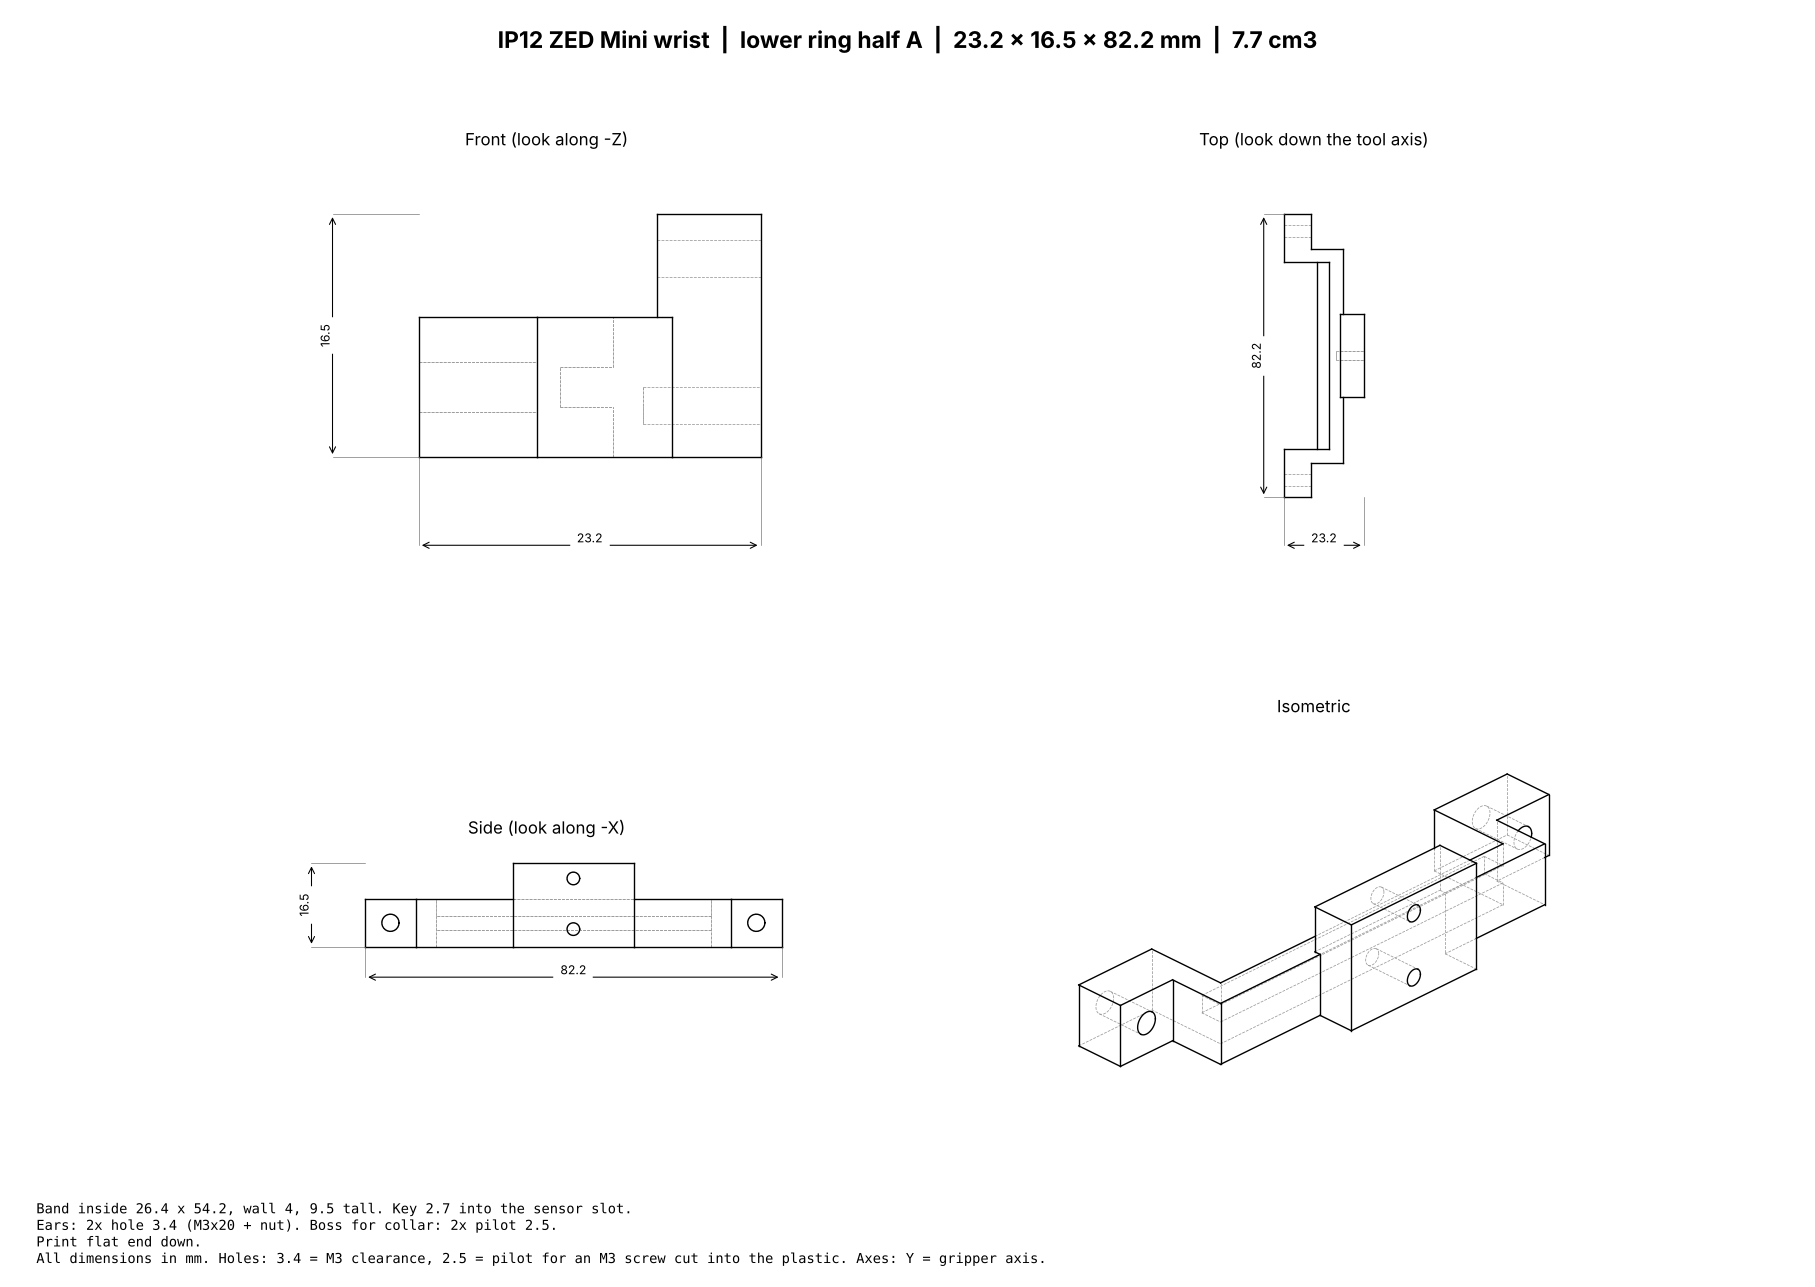 IP12 ZED Mini wrist | lower ring half A | 23.2 × 16.5 × 82.2 mm | 7.7 cm3
Front (look along -Z)
Top (look down the tool axis)
16.5
23.2
82.2
23.2
Isometric
Side (look along -X)
16.5
82.2
Band inside 26.4 x 54.2, wall 4, 9.5 tall. Key 2.7 into the sensor slot.
Ears: 2x hole 3.4 (M3x20 + nut). Boss for collar: 2x pilot 2.5.
Print flat end down.
All dimensions in mm. Holes: 3.4 = M3 clearance, 2.5 = pilot for an M3 screw cut into the plastic. Axes: Y = gripper axis.